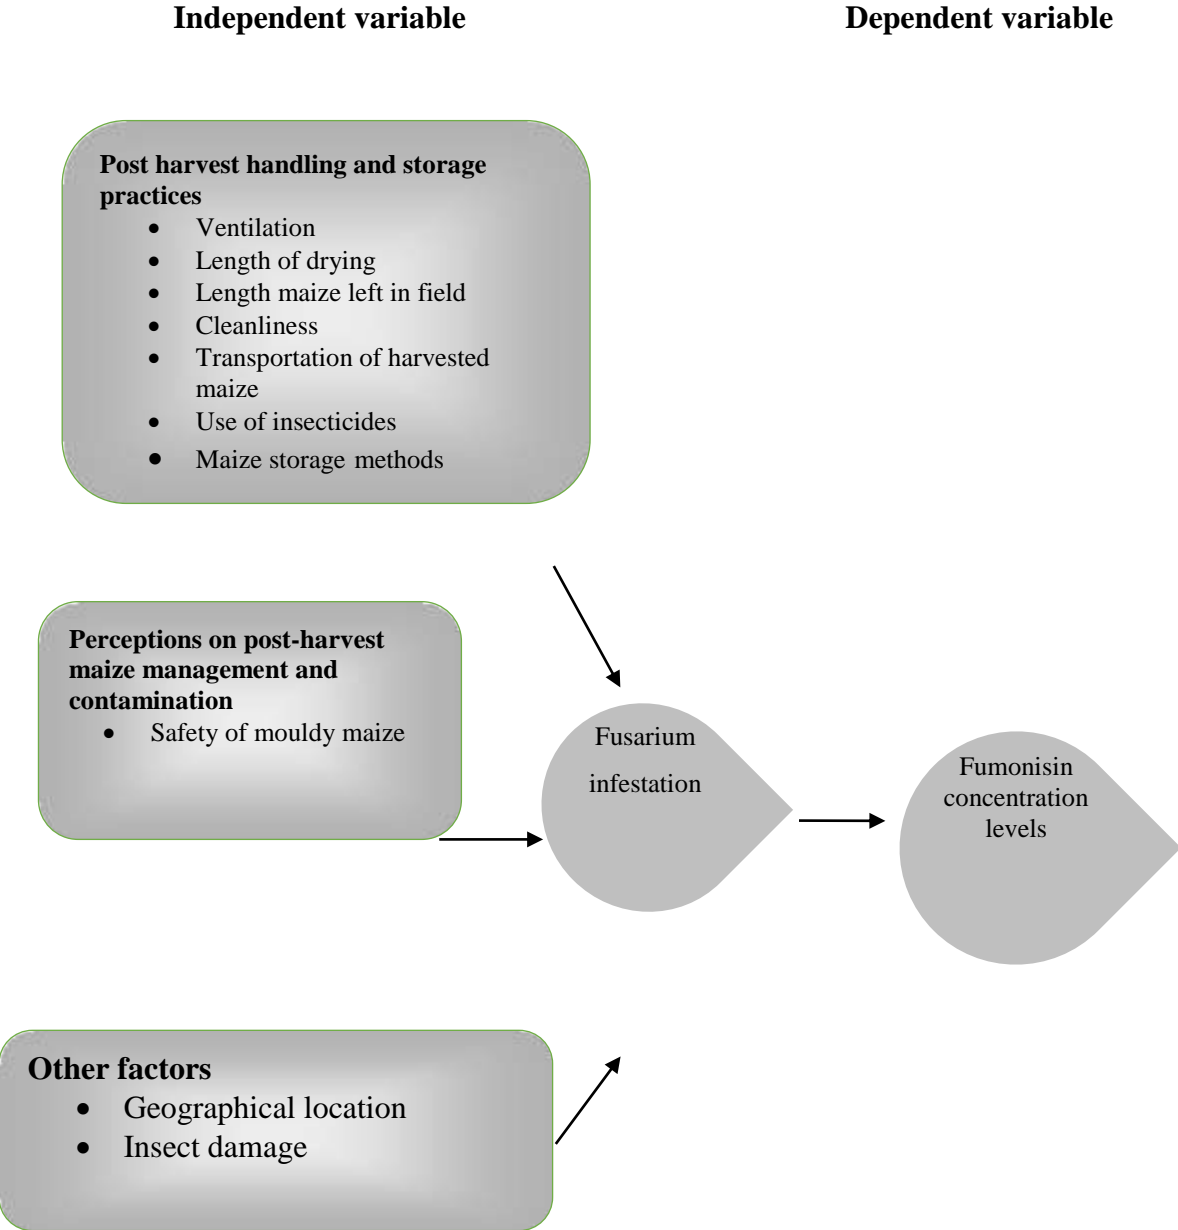 Independent variable
Dependent variable
Post harvest handling and storage
practices
• Ventilation
• Length of drying
• Length maize left in field
• Cleanliness
• Transportation of harvested
maize
• Use of insecticides
• Maize storage methods
Perceptions on post-harvest
maize management and
contamination
• Safety of mouldy maize
Fusarium
infestation
Fumonisin
concentration
levels
Other factors
• Geographical location
• Insect damage